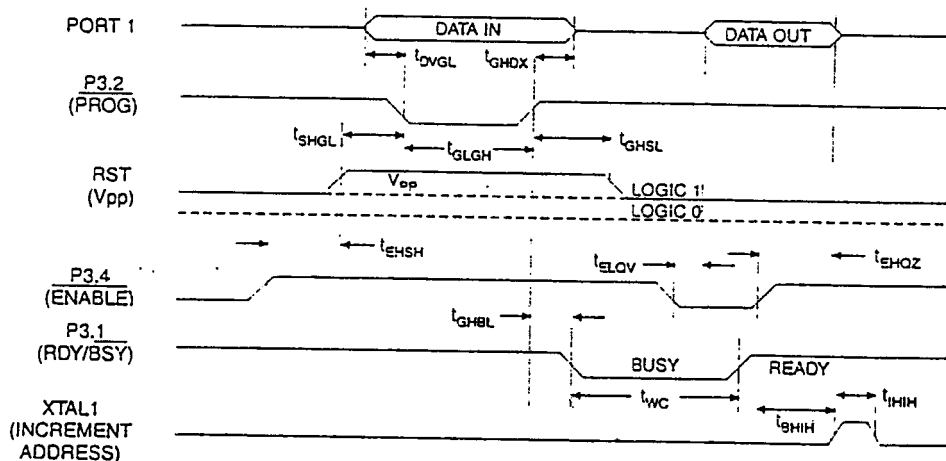 PORT 1
DATA IN
DATA OUT
tDVGL
tGHDX
P3.2
(PROG)
tSHGL
tGLGH
tGHSL
RST
(Vpp)
Vpp
LOGIC 1
LOGIC 0
tEHSH
tELQV
tEHQZ
P3.4
(ENABLE)
tGHBL
P3.1
(RDY/BSY)
BUSY
READY
tWC
tIHIH
XTAL1
(INCREMENT
ADDRESS)
tBHIH